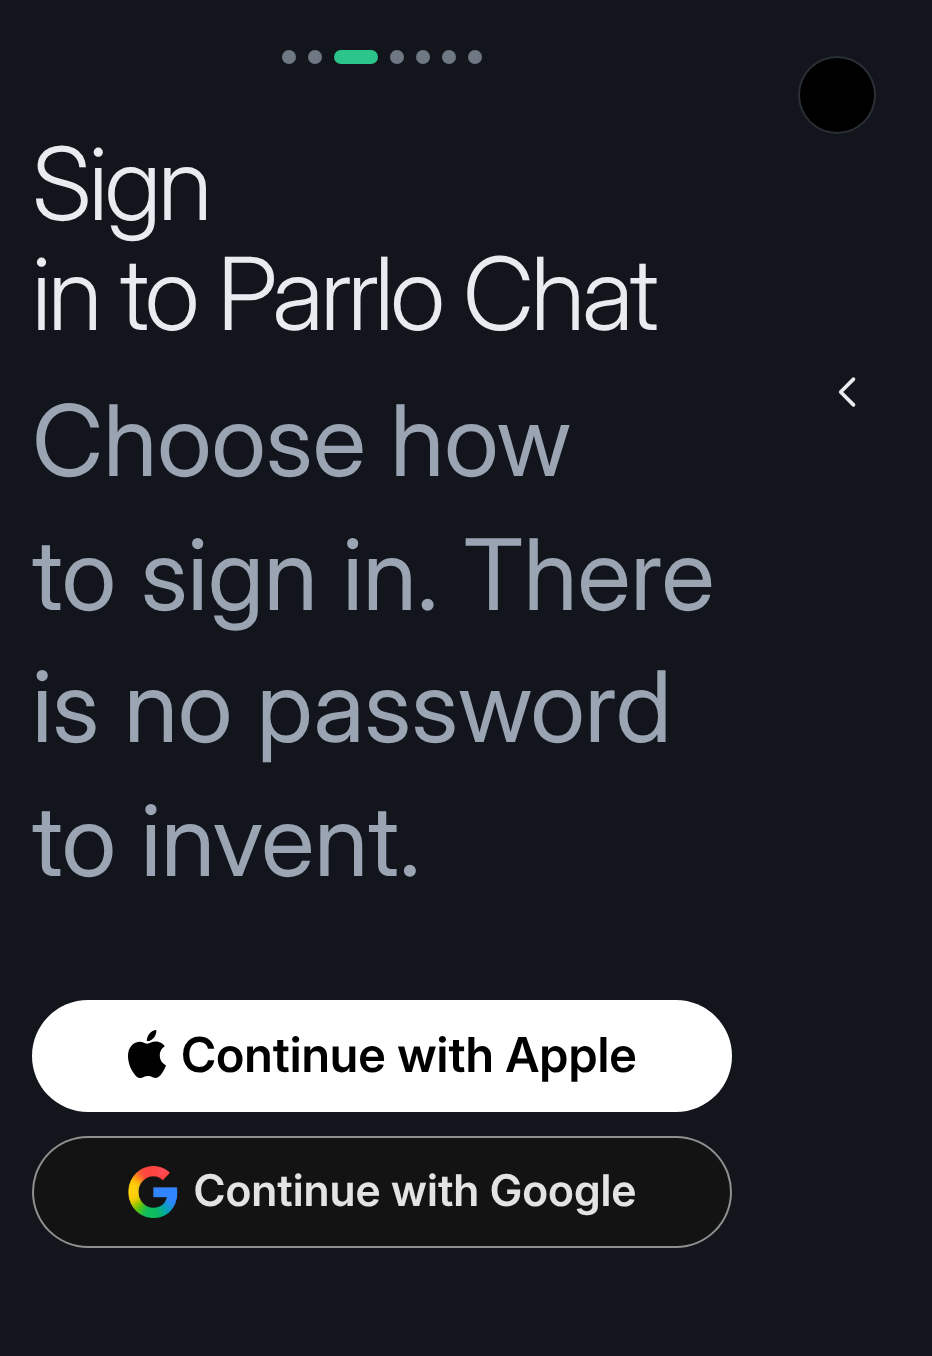 Sign
in to Parrlo Chat
Choose how
to sign in. There
is no password
to invent.
Continue with Apple
Continue with Google